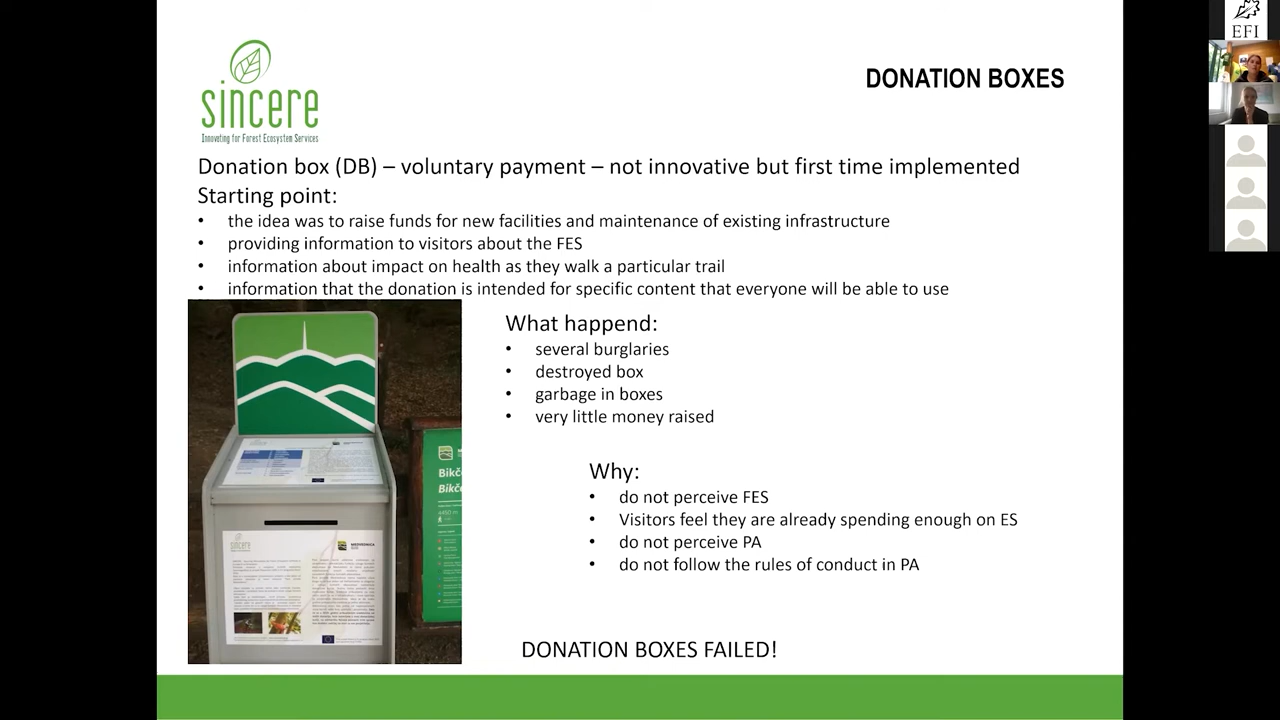 EFI
DONATION BOXES
sincere
Innovating for Forest Ecosystem Services
Donation box (DB) – voluntary payment – not innovative but first time implemented
Starting point:
• the idea was to raise funds for new facilities and maintenance of existing infrastructure
• providing information to visitors about the FES
• information about impact on health as they walk a particular trail
• information that the donation is intended for specific content that everyone will be able to use
What happend:
• several burglaries
• destroyed box
• garbage in boxes
• very little money raised
Why:
• do not perceive FES
• Visitors feel they are already spending enough on ES
• do not perceive PA
• do not follow the rules of conduct in PA
sincere
MEDVEDNICA
DONATION BOXES FAILED!